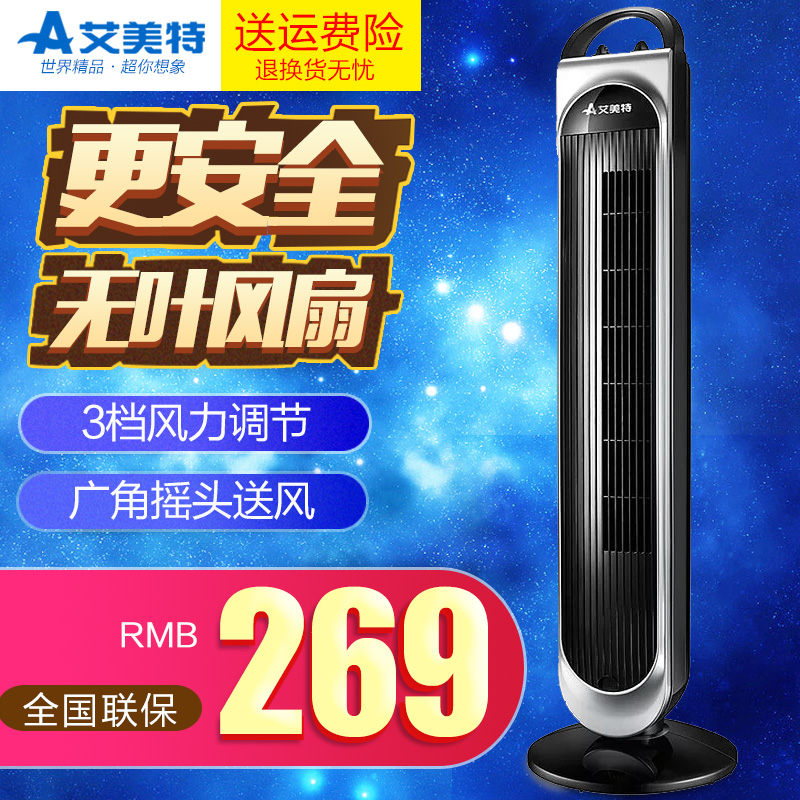 艾美特
世界精品·超你想象
送运费险
退换货无忧
艾美特
更安全
无叶风扇
3档风力调节
广角摇头送风
RMB 269
全国联保